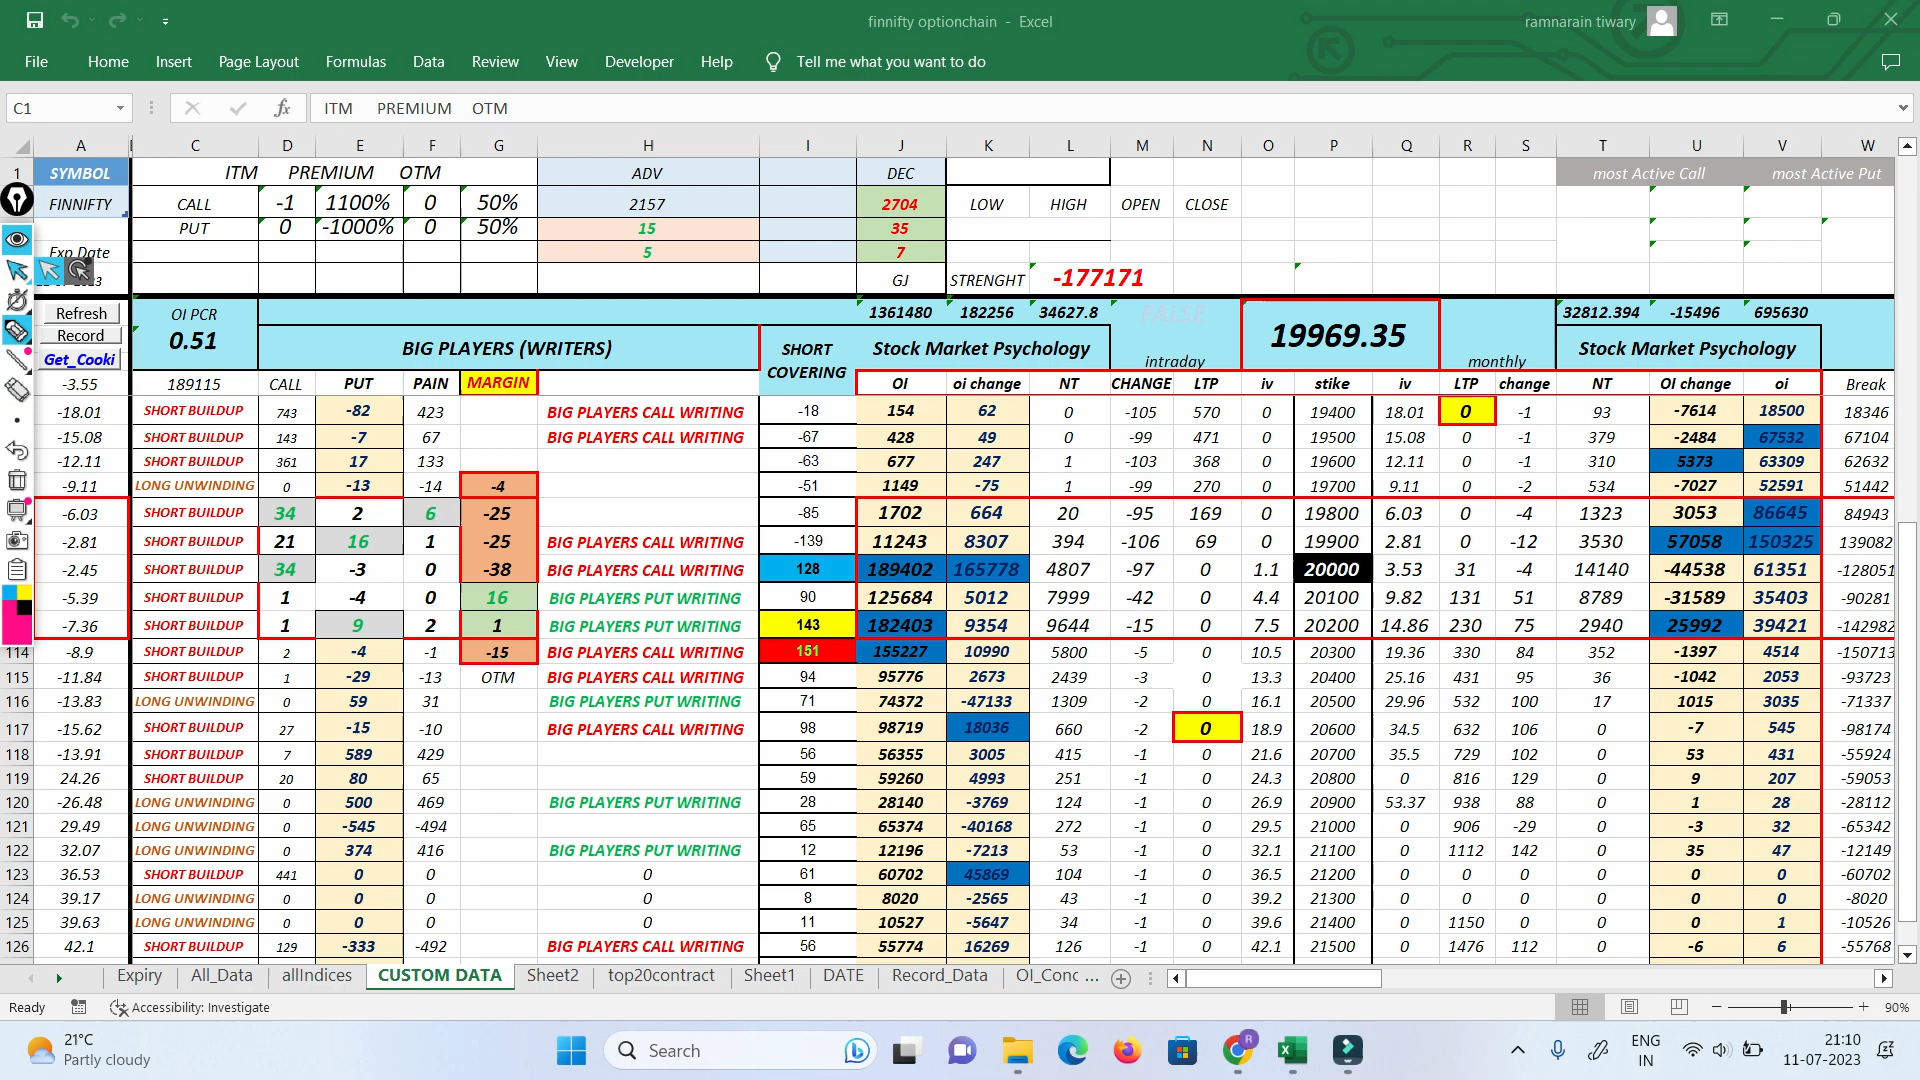 finnifty optionchain - Excel ramnarain tiwary
File Home Insert Page Layout Formulas Data Review View Developer Help Tell me what you want to do
C1 fx ITM PREMIUM OTM
A C D E F G H I J K L M N O P Q R S T U V W
1 SYMBOL ITM PREMIUM OTM ADV DEC most Active Call most Active Put
FINNIFTY CALL -1 1100% 0 50% 2157 2704 LOW HIGH OPEN CLOSE
PUT 0 -1000% 0 50% 15 35
Exp Date 5 7
GJ STRENGHT -177171
Refresh OI PCR 1361480 182256 34627.8 FALSE 19969.35 32812.394 -15496 695630
Record 0.51 BIG PLAYERS (WRITERS) SHORT COVERING Stock Market Psychology intraday monthly Stock Market Psychology
Get_Cooki
-3.55 189115 CALL PUT PAIN MARGIN OI oi change NT CHANGE LTP iv stike iv LTP change NT OI change oi Break
-18.01 SHORT BUILDUP 743 -82 423 BIG PLAYERS CALL WRITING -18 154 62 0 -105 570 0 19400 18.01 0 -1 93 -7614 18500 18346
-15.08 SHORT BUILDUP 143 -7 67 BIG PLAYERS CALL WRITING -67 428 49 0 -99 471 0 19500 15.08 0 -1 379 -2484 67532 67104
-12.11 SHORT BUILDUP 361 17 133 -63 677 247 1 -103 368 0 19600 12.11 0 -1 310 5373 63309 62632
-9.11 LONG UNWINDING 0 -13 -14 -4 -51 1149 -75 1 -99 270 0 19700 9.11 0 -2 534 -7027 52591 51442
-6.03 SHORT BUILDUP 34 2 6 -25 -85 1702 664 20 -95 169 0 19800 6.03 0 -4 1323 3053 86645 84943
-2.81 SHORT BUILDUP 21 16 1 -25 BIG PLAYERS CALL WRITING -139 11243 8307 394 -106 69 0 19900 2.81 0 -12 3530 57058 150325 139082
-2.45 SHORT BUILDUP 34 -3 0 -38 BIG PLAYERS CALL WRITING 128 189402 165778 4807 -97 0 1.1 20000 3.53 31 -4 14140 -44538 61351 -128051
-5.39 SHORT BUILDUP 1 -4 0 16 BIG PLAYERS PUT WRITING 90 125684 5012 7999 -42 0 4.4 20100 9.82 131 51 8789 -31589 35403 -90281
-7.36 SHORT BUILDUP 1 9 2 1 BIG PLAYERS PUT WRITING 143 182403 9354 9644 -15 0 7.5 20200 14.86 230 75 2940 25992 39421 -142982
114 -8.9 SHORT BUILDUP 2 -4 -1 -15 BIG PLAYERS CALL WRITING 151 155227 10990 5800 -5 0 10.5 20300 19.36 330 84 352 -1397 4514 -150713
115 -11.84 SHORT BUILDUP 1 -29 -13 OTM BIG PLAYERS CALL WRITING 94 95776 2673 2439 -3 0 13.3 20400 25.16 431 95 36 -1042 2053 -93723
116 -13.83 LONG UNWINDING 0 59 31 BIG PLAYERS PUT WRITING 71 74372 -47133 1309 -2 0 16.1 20500 29.96 532 100 17 1015 3035 -71337
117 -15.62 SHORT BUILDUP 27 -15 -10 BIG PLAYERS CALL WRITING 98 98719 18036 660 -2 0 18.9 20600 34.5 632 106 0 -7 545 -98174
118 -13.91 SHORT BUILDUP 7 589 429 56 56355 3005 415 -1 0 21.6 20700 35.5 729 102 0 53 431 -55924
119 24.26 SHORT BUILDUP 20 80 65 59 59260 4993 251 -1 0 24.3 20800 0 816 129 0 9 207 -59053
120 -26.48 LONG UNWINDING 0 500 469 BIG PLAYERS PUT WRITING 28 28140 -3769 124 -1 0 26.9 20900 53.37 938 88 0 1 28 -28112
121 29.49 LONG UNWINDING 0 -545 -494 65 65374 -40168 272 -1 0 29.5 21000 0 906 -29 0 -3 32 -65342
122 32.07 LONG UNWINDING 0 374 416 BIG PLAYERS PUT WRITING 12 12196 -7213 53 -1 0 32.1 21100 0 1112 142 0 35 47 -12149
123 36.53 SHORT BUILDUP 441 0 0 0 61 60702 45869 104 -1 0 36.5 21200 0 0 0 0 0 0 -60702
124 39.17 LONG UNWINDING 0 0 0 0 8 8020 -2565 43 -1 0 39.2 21300 0 0 0 0 0 0 -8020
125 39.63 LONG UNWINDING 0 0 0 0 11 10527 -5647 34 -1 0 39.6 21400 0 1150 0 0 0 1 -10526
126 42.1 SHORT BUILDUP 129 -333 -492 BIG PLAYERS CALL WRITING 56 55774 16269 126 -1 0 42.1 21500 0 1476 112 0 -6 6 -55768
Expiry All_Data allIndices CUSTOM DATA Sheet2 top20contract Sheet1 DATE Record_Data OI_Conc ...
Ready Accessibility: Investigate 90%
21°C Partly cloudy Search ENG IN 21:10 11-07-2023